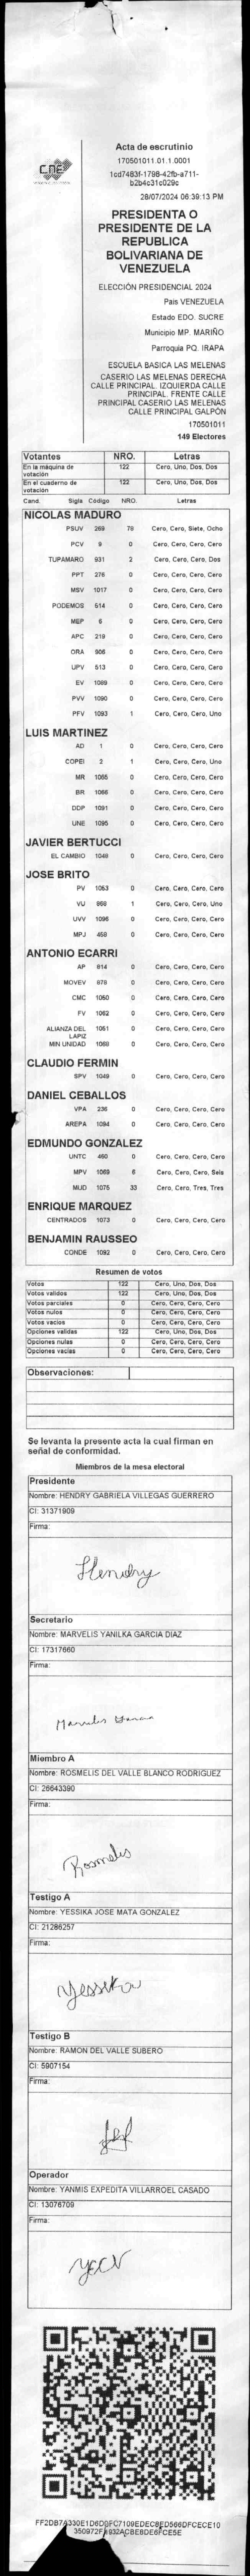 CNE
Acta de escrutinio
170501011.01.1.0001
1cd7483f-1798-42fb-a711-
b2b4c31c029c
28/07/2024 06:39:13 PM
PRESIDENTA O
PRESIDENTE DE LA
REPUBLICA
BOLIVARIANA DE
VENEZUELA
ELECCIÓN PRESIDENCIAL 2024
Pais VENEZUELA
Estado EDO. SUCRE
Municipio MP. MARIÑO
Parroquia PQ. IRAPA
ESCUELA BASICA LAS MELENAS
CASERIO LAS MELENAS DERECHA
CALLE PRINCIPAL. IZQUIERDA CALLE
PRINCIPAL. FRENTE CALLE
PRINCIPAL CASERIO LAS MELENAS
CALLE PRINCIPAL GALPÓN
170501011
149 Electores
Votantes NRO. Letras
En la máquina de votación 122 Cero, Uno, Dos, Dos
En el cuaderno de votación 122 Cero, Uno, Dos, Dos
Cand. Sigla Código NRO. Letras
NICOLAS MADURO
PSUV 269 78 Cero, Cero, Siete, Ocho
PCV 9 0 Cero, Cero, Cero, Cero
TUPAMARO 931 2 Cero, Cero, Cero, Dos
PPT 276 0 Cero, Cero, Cero, Cero
MSV 1017 0 Cero, Cero, Cero, Cero
PODEMOS 514 0 Cero, Cero, Cero, Cero
MEP 6 0 Cero, Cero, Cero, Cero
APC 219 0 Cero, Cero, Cero, Cero
ORA 906 0 Cero, Cero, Cero, Cero
UPV 513 0 Cero, Cero, Cero, Cero
EV 1089 0 Cero, Cero, Cero, Cero
PVV 1090 0 Cero, Cero, Cero, Cero
PFV 1093 1 Cero, Cero, Cero, Uno
LUIS MARTINEZ
AD 1 0 Cero, Cero, Cero, Cero
COPEI 2 1 Cero, Cero, Cero, Uno
MR 1065 0 Cero, Cero, Cero, Cero
BR 1066 0 Cero, Cero, Cero, Cero
DDP 1091 0 Cero, Cero, Cero, Cero
UNE 1095 0 Cero, Cero, Cero, Cero
JAVIER BERTUCCI
EL CAMBIO 1048 0 Cero, Cero, Cero, Cero
JOSE BRITO
PV 1053 0 Cero, Cero, Cero, Cero
VU 868 1 Cero, Cero, Cero, Uno
UVV 1096 0 Cero, Cero, Cero, Cero
MPJ 458 0 Cero, Cero, Cero, Cero
ANTONIO ECARRI
AP 814 0 Cero, Cero, Cero, Cero
MOVEV 878 0 Cero, Cero, Cero, Cero
CMC 1050 0 Cero, Cero, Cero, Cero
FV 1062 0 Cero, Cero, Cero, Cero
ALIANZA DEL LAPIZ 1051 0 Cero, Cero, Cero, Cero
MIN UNIDAD 1068 0 Cero, Cero, Cero, Cero
CLAUDIO FERMIN
SPV 1049 0 Cero, Cero, Cero, Cero
DANIEL CEBALLOS
VPA 236 0 Cero, Cero, Cero, Cero
AREPA 1094 0 Cero, Cero, Cero, Cero
EDMUNDO GONZALEZ
UNTC 460 0 Cero, Cero, Cero, Cero
MPV 1069 6 Cero, Cero, Cero, Seis
MUD 1075 33 Cero, Cero, Tres, Tres
ENRIQUE MARQUEZ
CENTRADOS 1073 0 Cero, Cero, Cero, Cero
BENJAMIN RAUSSEO
CONDE 1092 0 Cero, Cero, Cero, Cero
Resumen de votos
Votos 122 Cero, Uno, Dos, Dos
Votos validos 122 Cero, Uno, Dos, Dos
Votos parciales 0 Cero, Cero, Cero, Cero
Votos nulos 0 Cero, Cero, Cero, Cero
Votos vacios 0 Cero, Cero, Cero, Cero
Opciones validas 122 Cero, Uno, Dos, Dos
Opciones nulas 0 Cero, Cero, Cero, Cero
Opciones vacias 0 Cero, Cero, Cero, Cero
Observaciones:
Se levanta la presente acta la cual firman en
señal de conformidad.
Miembros de la mesa electoral
Presidente
Nombre: HENDRY GABRIELA VILLEGAS GUERRERO
CI: 31371909
Firma:
Hendry
Secretario
Nombre: MARVELIS YANILKA GARCIA DIAZ
CI: 17317660
Firma:
Miembro A
Nombre: ROSMELIS DEL VALLE BLANCO RODRIGUEZ
CI: 26643390
Firma:
Rosmelis
Testigo A
Nombre: YESSIKA JOSE MATA GONZALEZ
CI: 21286257
Firma:
Yessika
Testigo B
Nombre: RAMON DEL VALLE SUBERO
CI: 5907154
Firma:
Operador
Nombre: YANMIS EXPEDITA VILLARROEL CASADO
CI: 13076709
Firma: